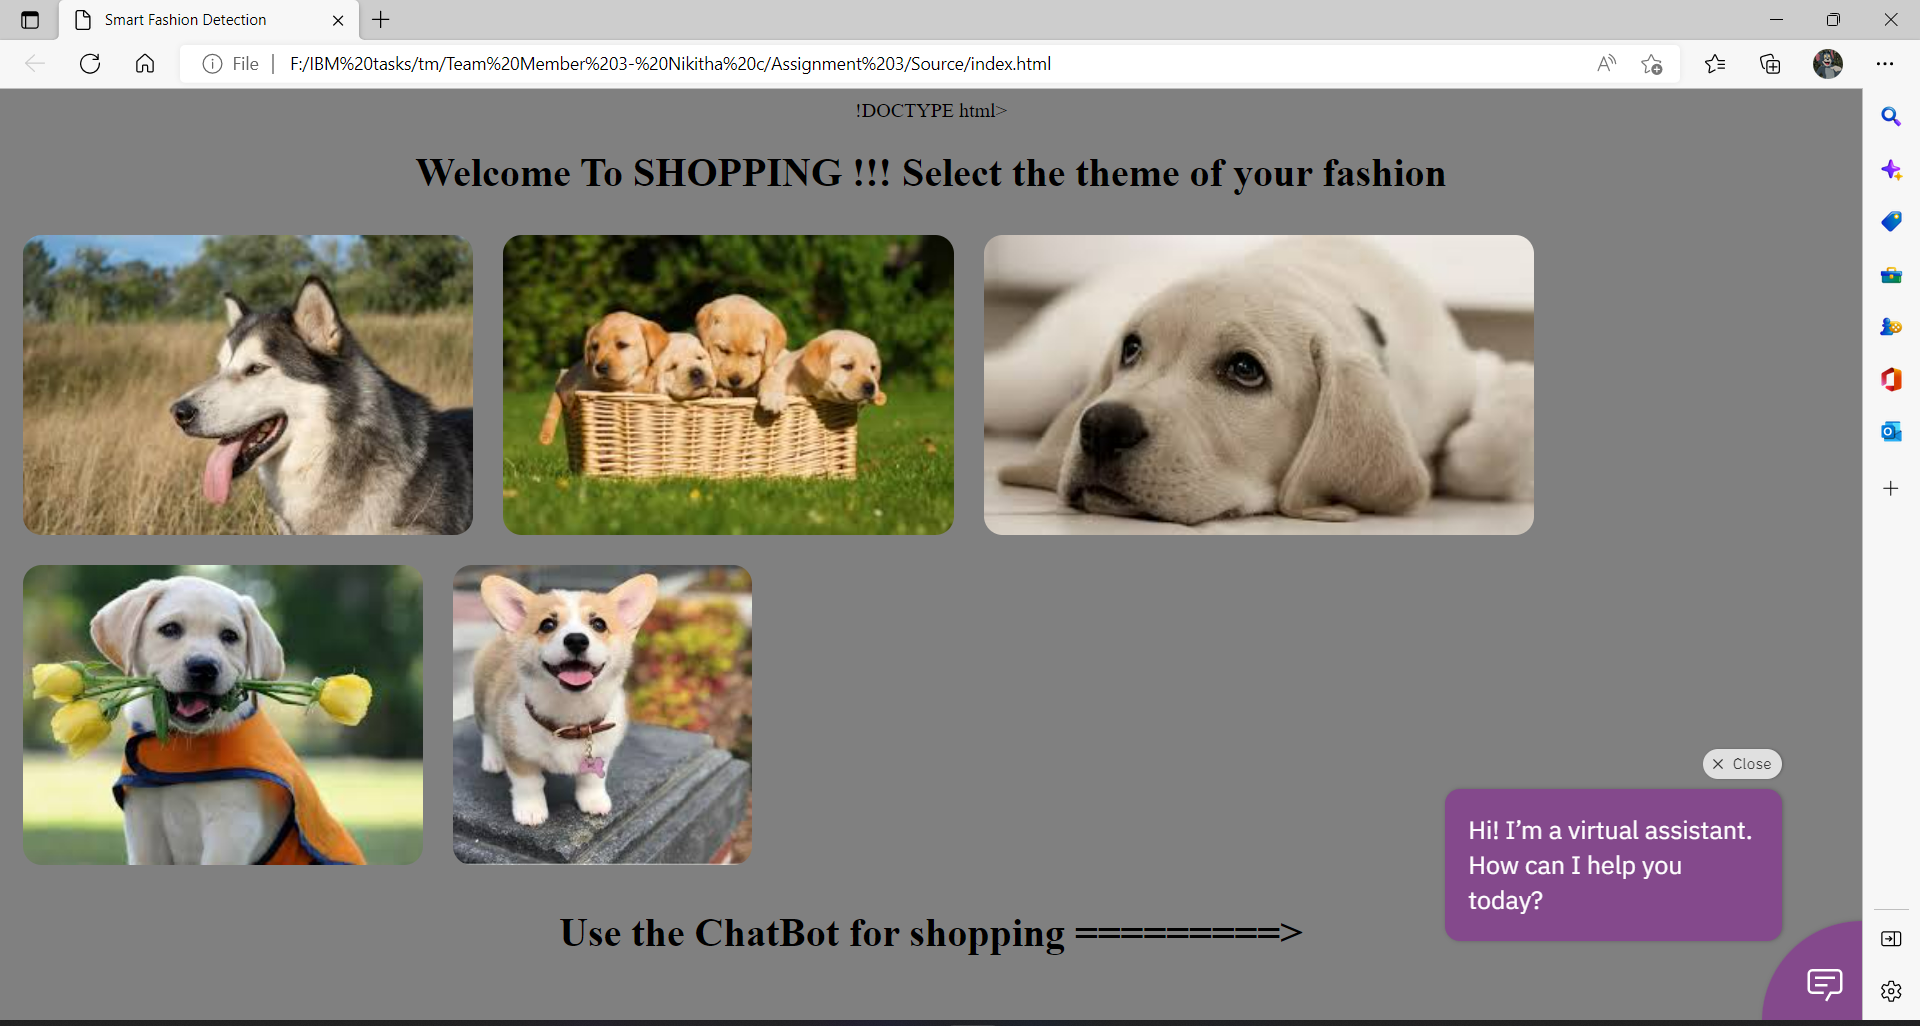 Smart Fashion Detection
File
F:/IBM%20tasks/tm/Team%20Member%203-%20Nikitha%20c/Assignment%203/Source/index.html
!DOCTYPE html>
Welcome To SHOPPING !!! Select the theme of your fashion
Close
Hi! I’m a virtual assistant.
How can I help you
today?
Use the ChatBot for shopping =========>